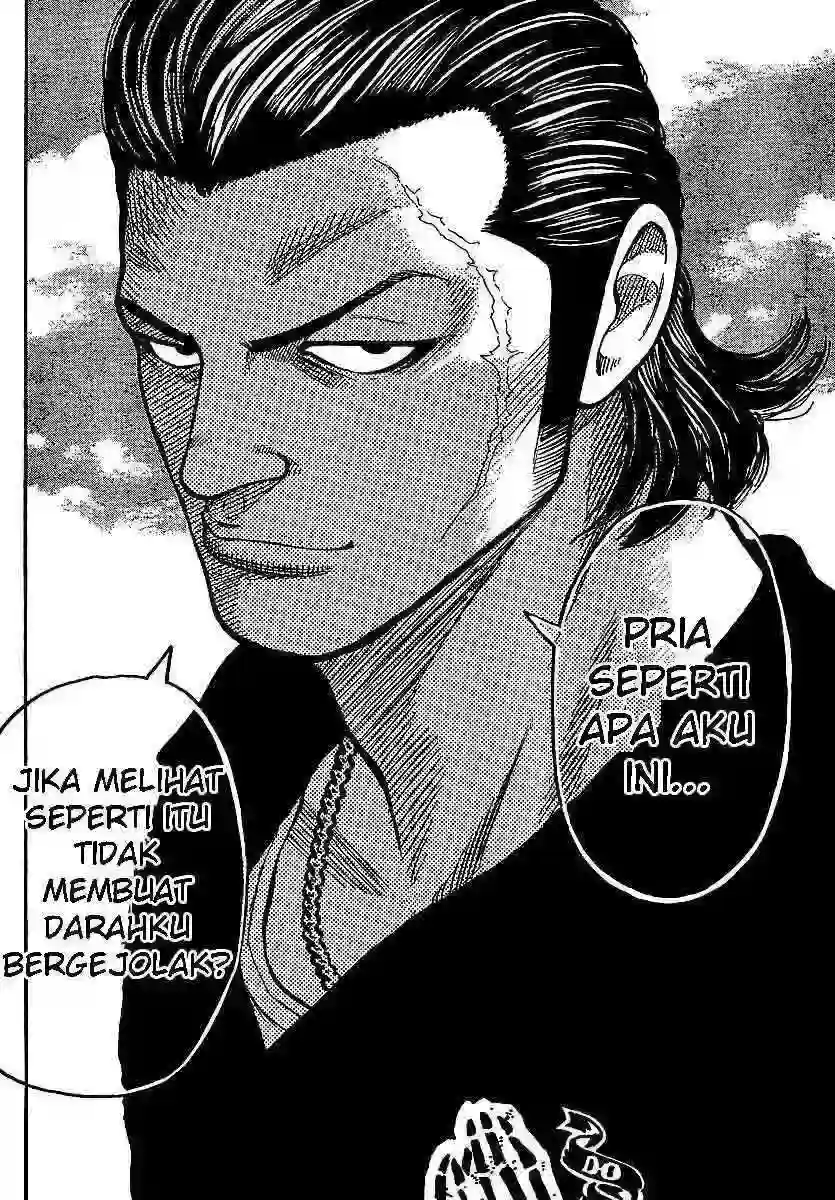 PRIA
SEPERTI
APA AKU
INI...
JIKA MELIHAT
SEPERTI ITU
TIDAK
MEMBUAT
DARAHKU
BERGEJOLAK?
DO